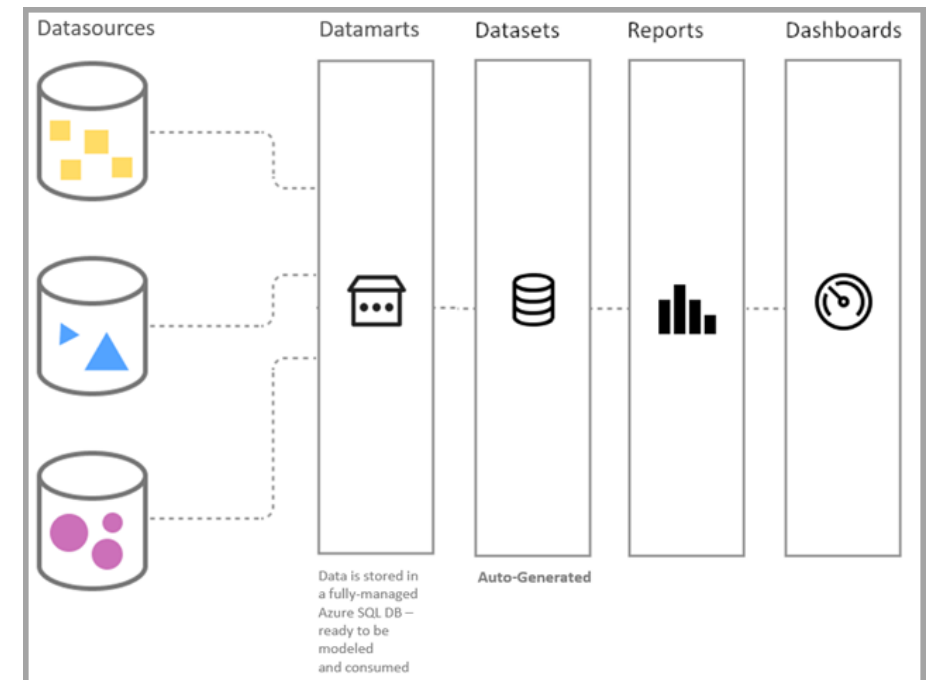 Datasources
Datamarts
Datasets
Reports
Dashboards
Data is stored in
a fully-managed
Azure SQL DB –
ready to be
modeled
and consumed
Auto-Generated